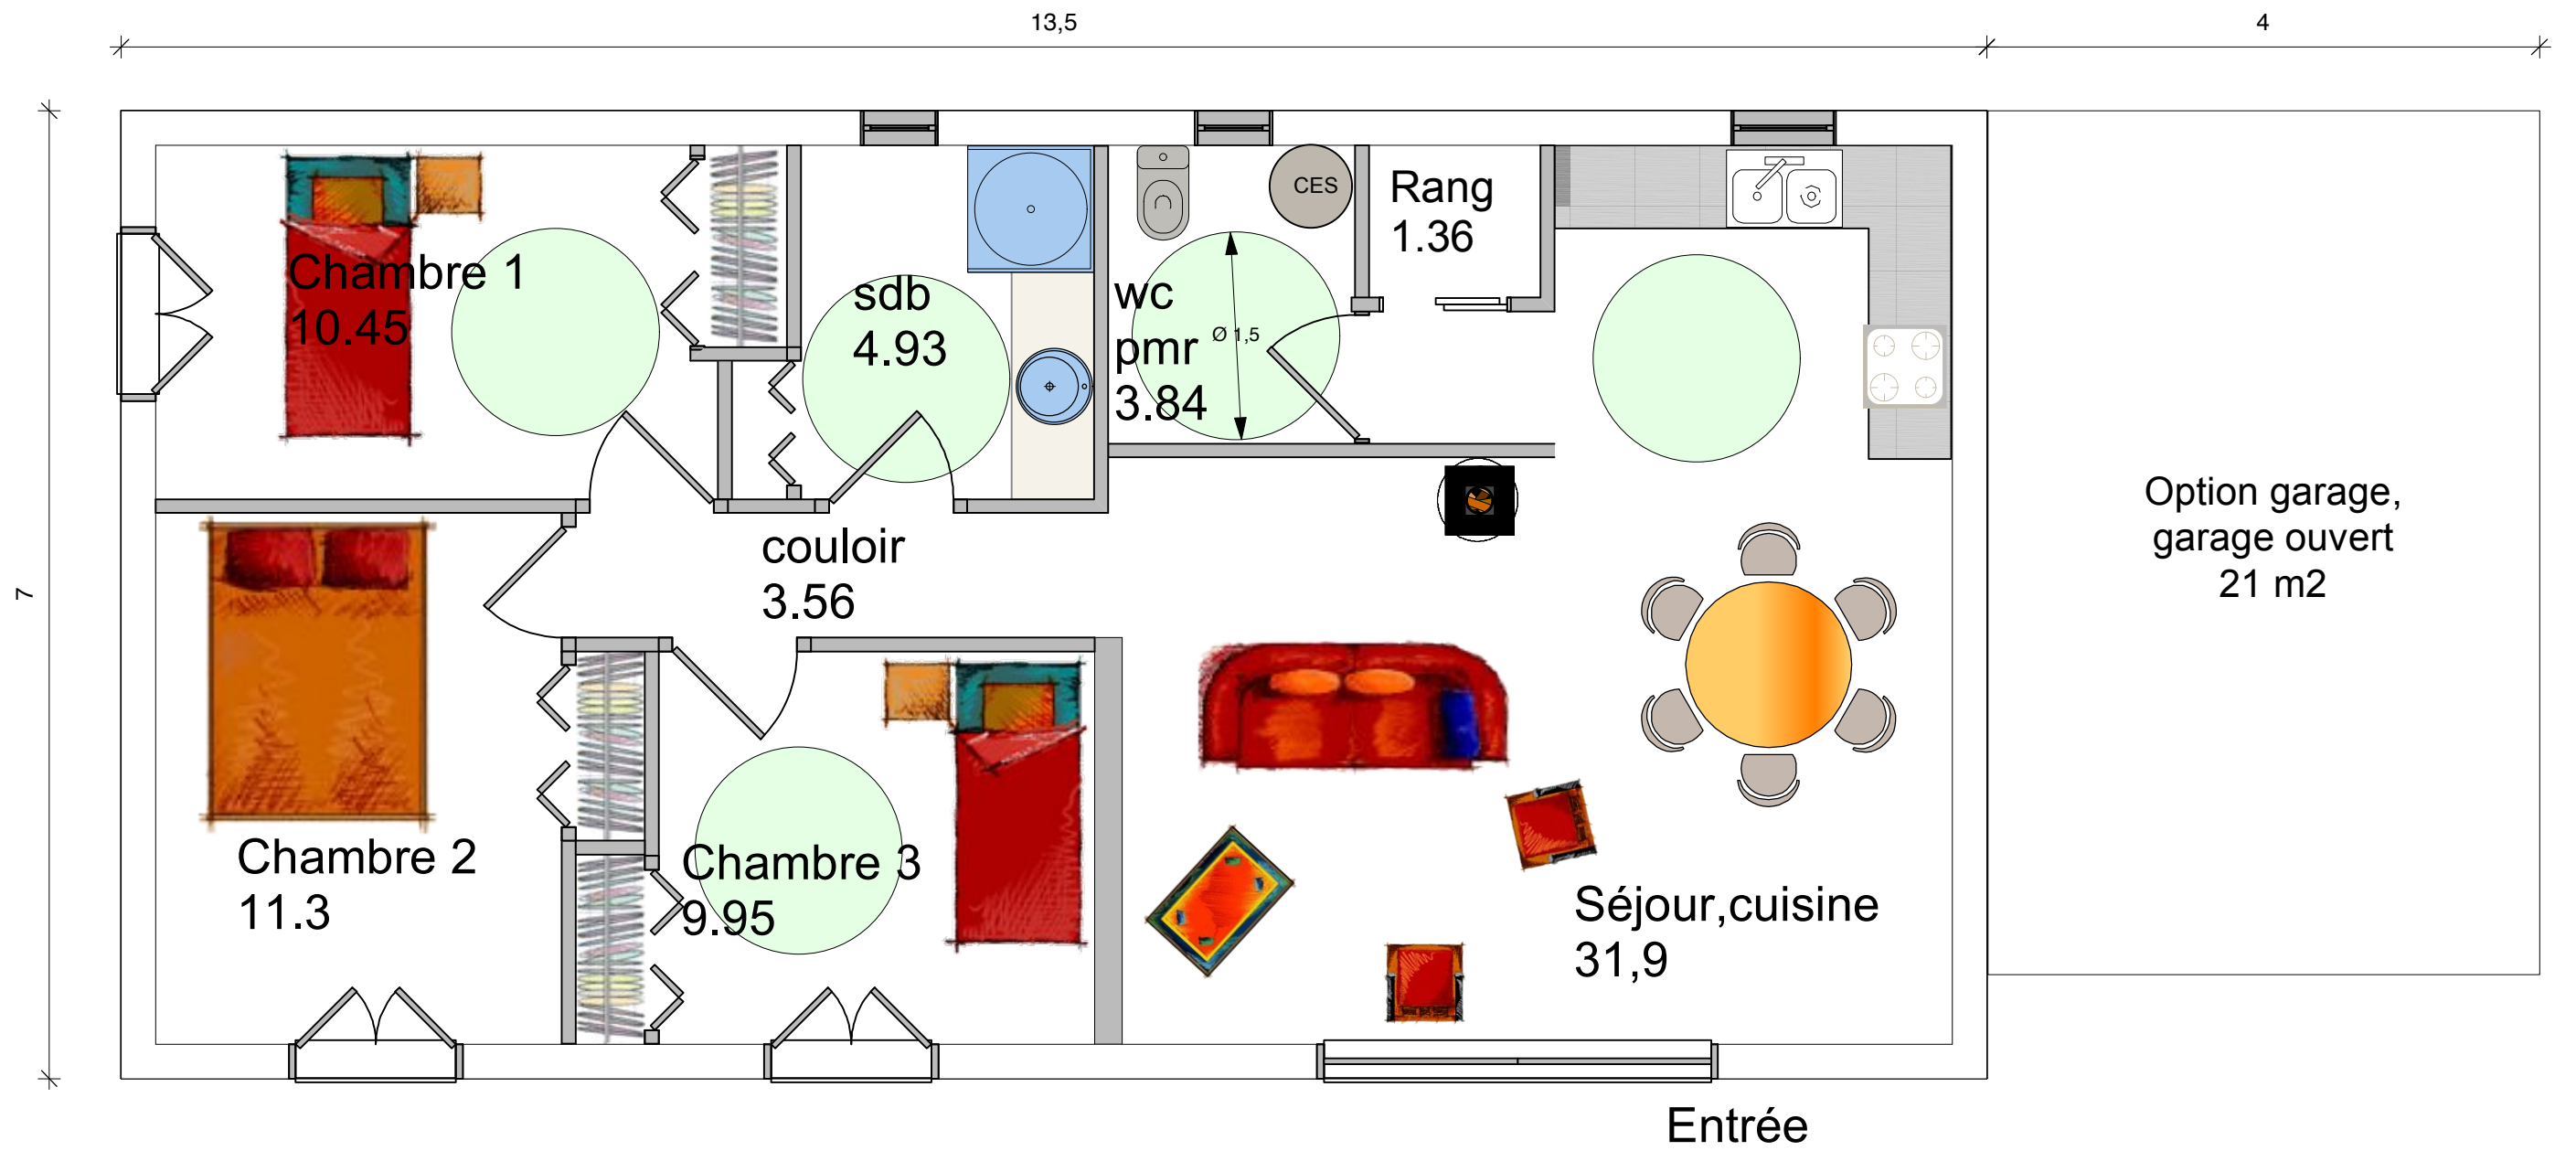 13,5
4
7
Chambre 1
10.45
sdb
4.93
wc
pmr
3.84
Ø 1,5
CES
Rang
1.36
couloir
3.56
Chambre 2
11.3
Chambre 3
9.95
Séjour,cuisine
31,9
Option garage,
garage ouvert
21 m2
Entrée